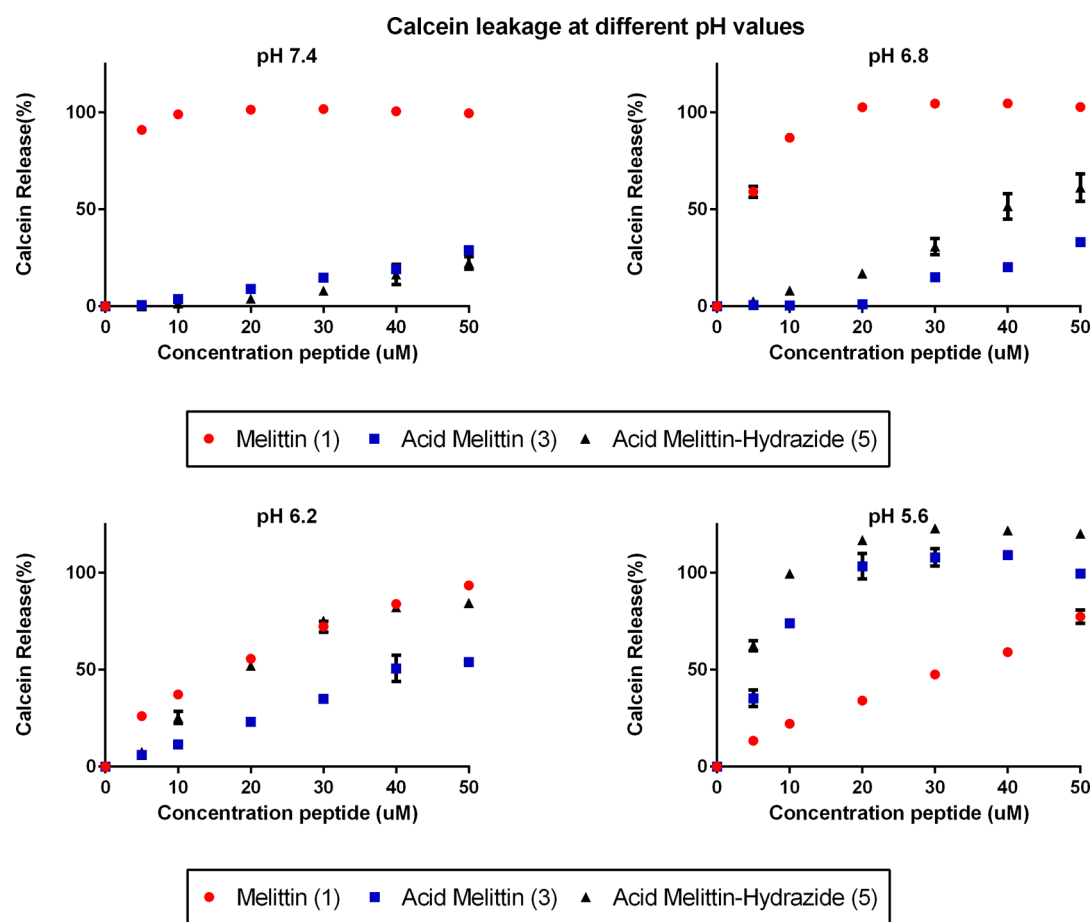 Calcein leakage at different pH values
pH 7.4
Calcein Release(%)
100
50
0
0 10 20 30 40 50
Concentration peptide (uM)
pH 6.8
Calcein Release(%)
100
50
0
0 10 20 30 40 50
Concentration peptide (uM)
Melittin (1) Acid Melittin (3) Acid Melittin-Hydrazide (5)
pH 6.2
Calcein Release(%)
100
50
0
0 10 20 30 40 50
Concentration peptide (uM)
pH 5.6
Calcein Release(%)
100
50
0
0 10 20 30 40 50
Concentration peptide (uM)
Melittin (1) Acid Melittin (3) Acid Melittin-Hydrazide (5)